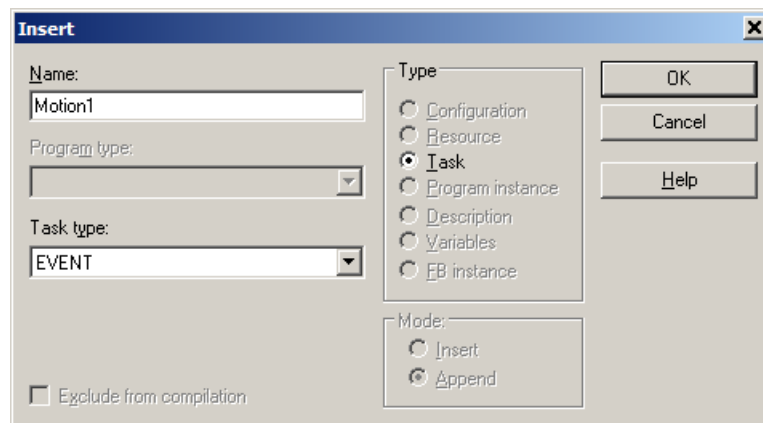 Insert
Name:
Motion1
Program type:
Task type:
EVENT
Exclude from compilation
Type
Configuration
Resource
Task
Program instance
Description
Variables
FB instance
Mode:
Insert
Append
OK
Cancel
Help